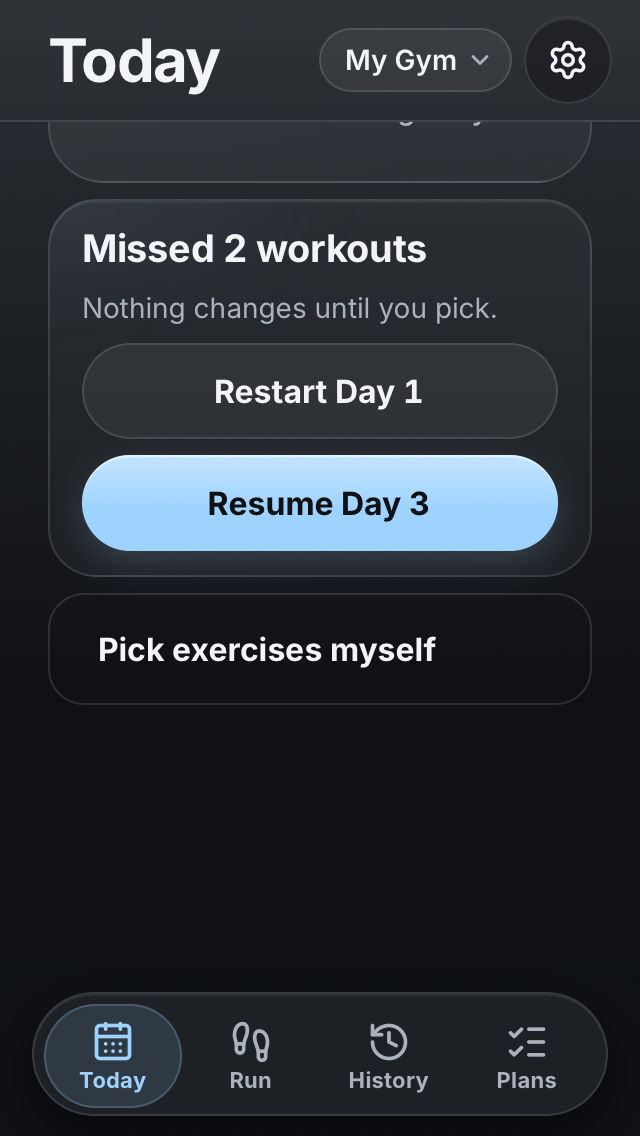 Today
My Gym
Missed 2 workouts
Nothing changes until you pick.
Restart Day 1
Resume Day 3
Pick exercises myself
Today
Run
History
Plans